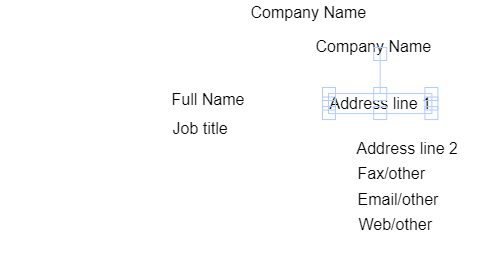 Company Name
Company Name
Full Name
Address line 1
Job title
Address line 2
Fax/other
Email/other
Web/other